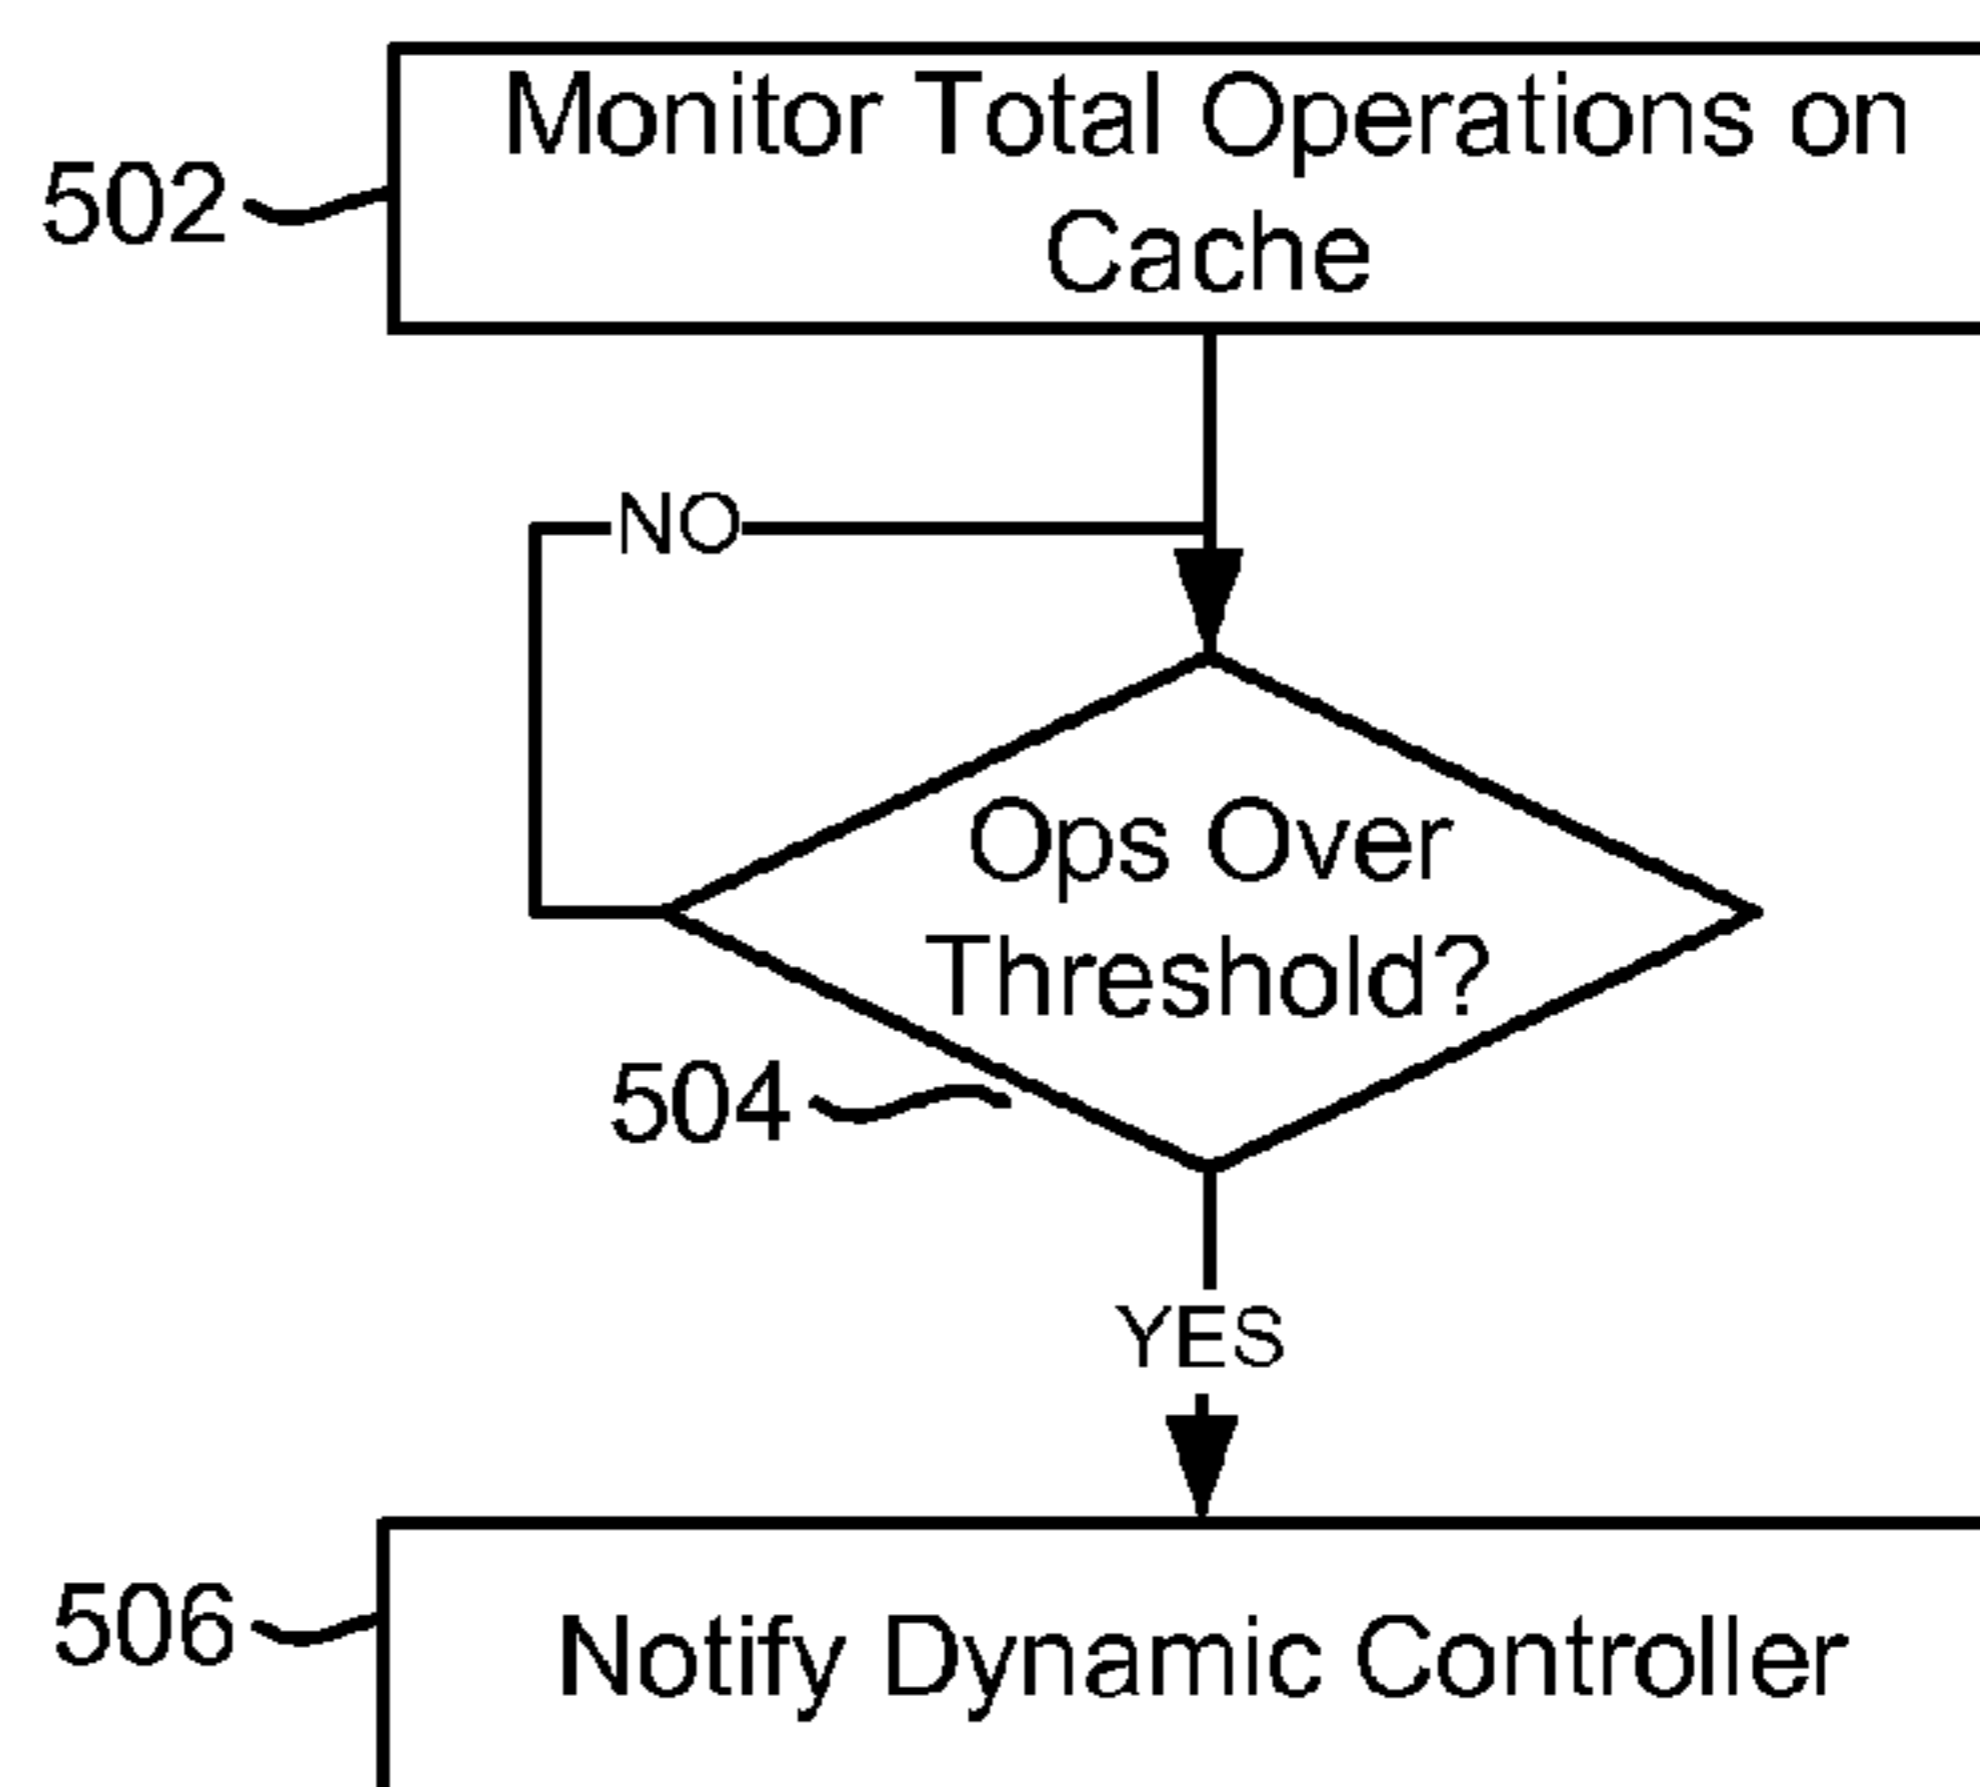 Monitor Total Operations on
Cache
502
NO
Ops Over
Threshold?
504
YES
506
Notify Dynamic Controller